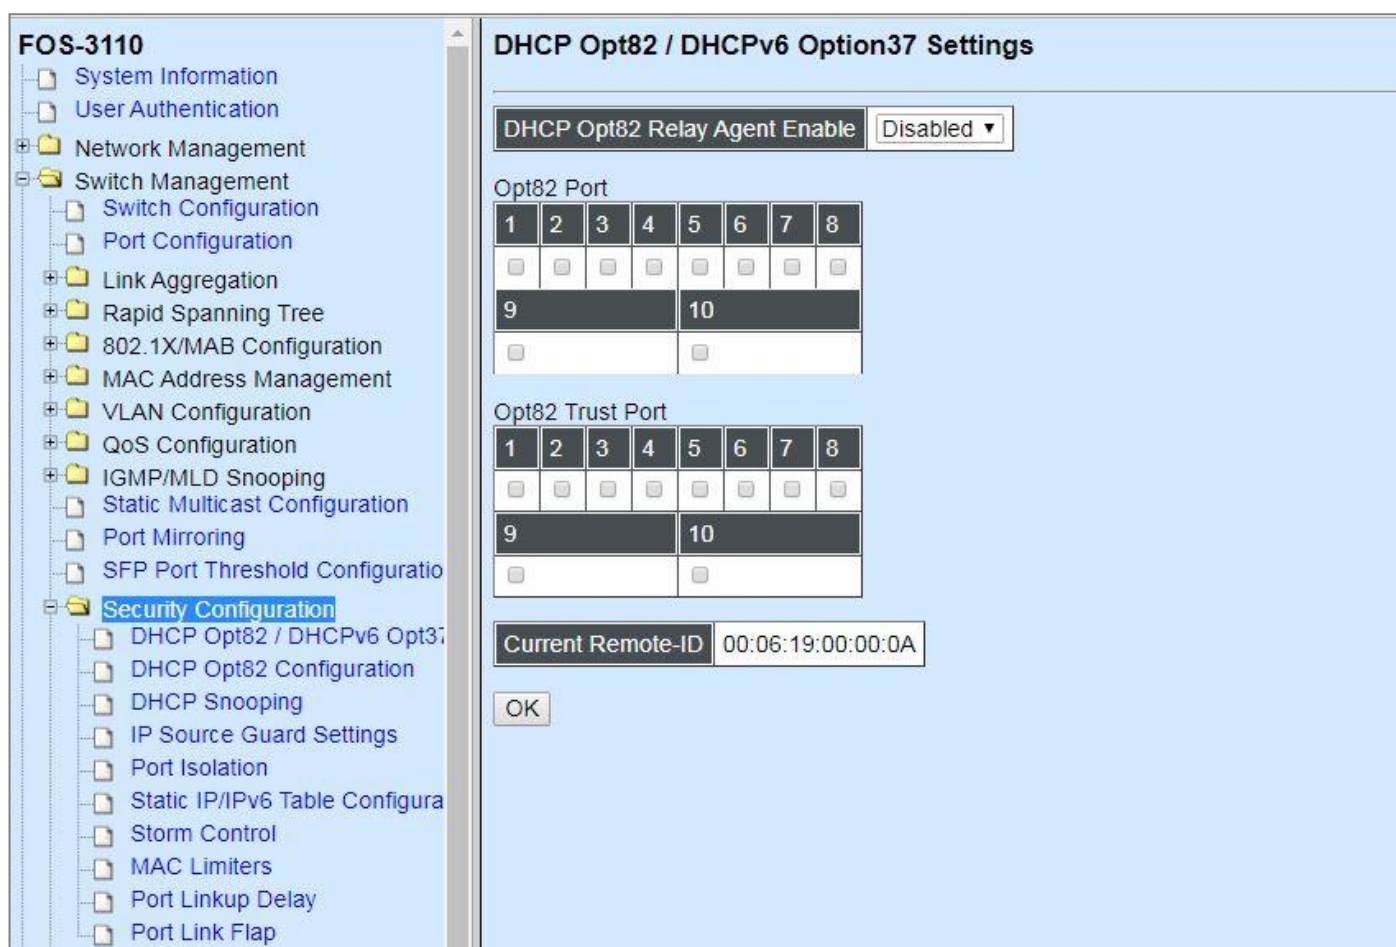 FOS-3110
System Information
User Authentication
Network Management
Switch Management
Switch Configuration
Port Configuration
Link Aggregation
Rapid Spanning Tree
802.1X/MAB Configuration
MAC Address Management
VLAN Configuration
QoS Configuration
IGMP/MLD Snooping
Static Multicast Configuration
Port Mirroring
SFP Port Threshold Configuratio
Security Configuration
DHCP Opt82 / DHCPv6 Opt37
DHCP Opt82 Configuration
DHCP Snooping
IP Source Guard Settings
Port Isolation
Static IP/IPv6 Table Configura
Storm Control
MAC Limiters
Port Linkup Delay
Port Link Flap
DHCP Opt82 / DHCPv6 Option37 Settings
DHCP Opt82 Relay Agent Enable Disabled
Opt82 Port
1 2 3 4 5 6 7 8
9 10
Opt82 Trust Port
1 2 3 4 5 6 7 8
9 10
Current Remote-ID 00:06:19:00:00:0A
OK